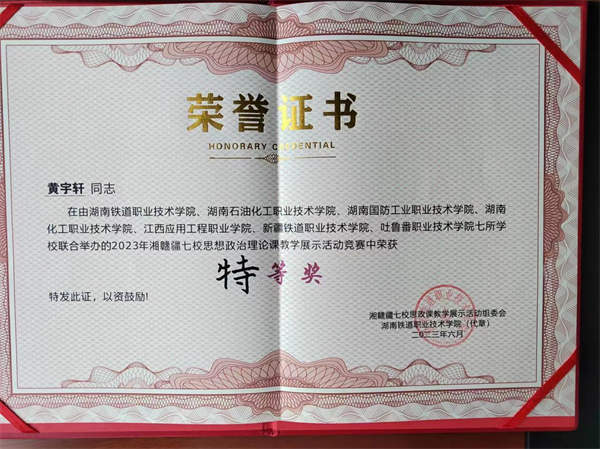 荣誉证书
HONORARY CREDENTIAL
黄宇轩 同志
在由湖南铁道职业技术学院、湖南石油化工职业技术学院、湖南国防工业职业技术学院、湖南
化工职业技术学院、江西应用工程职业学院、新疆铁道职业技术学院、吐鲁番职业技术学院七所学
校联合举办的2023年湘赣疆七校思想政治理论课教学展示活动竞赛中荣获
特等奖
特发此证，以资鼓励！
湘赣疆七校思政课教学展示活动组委会
湖南铁道职业技术学院（代章）
二〇二三年六月